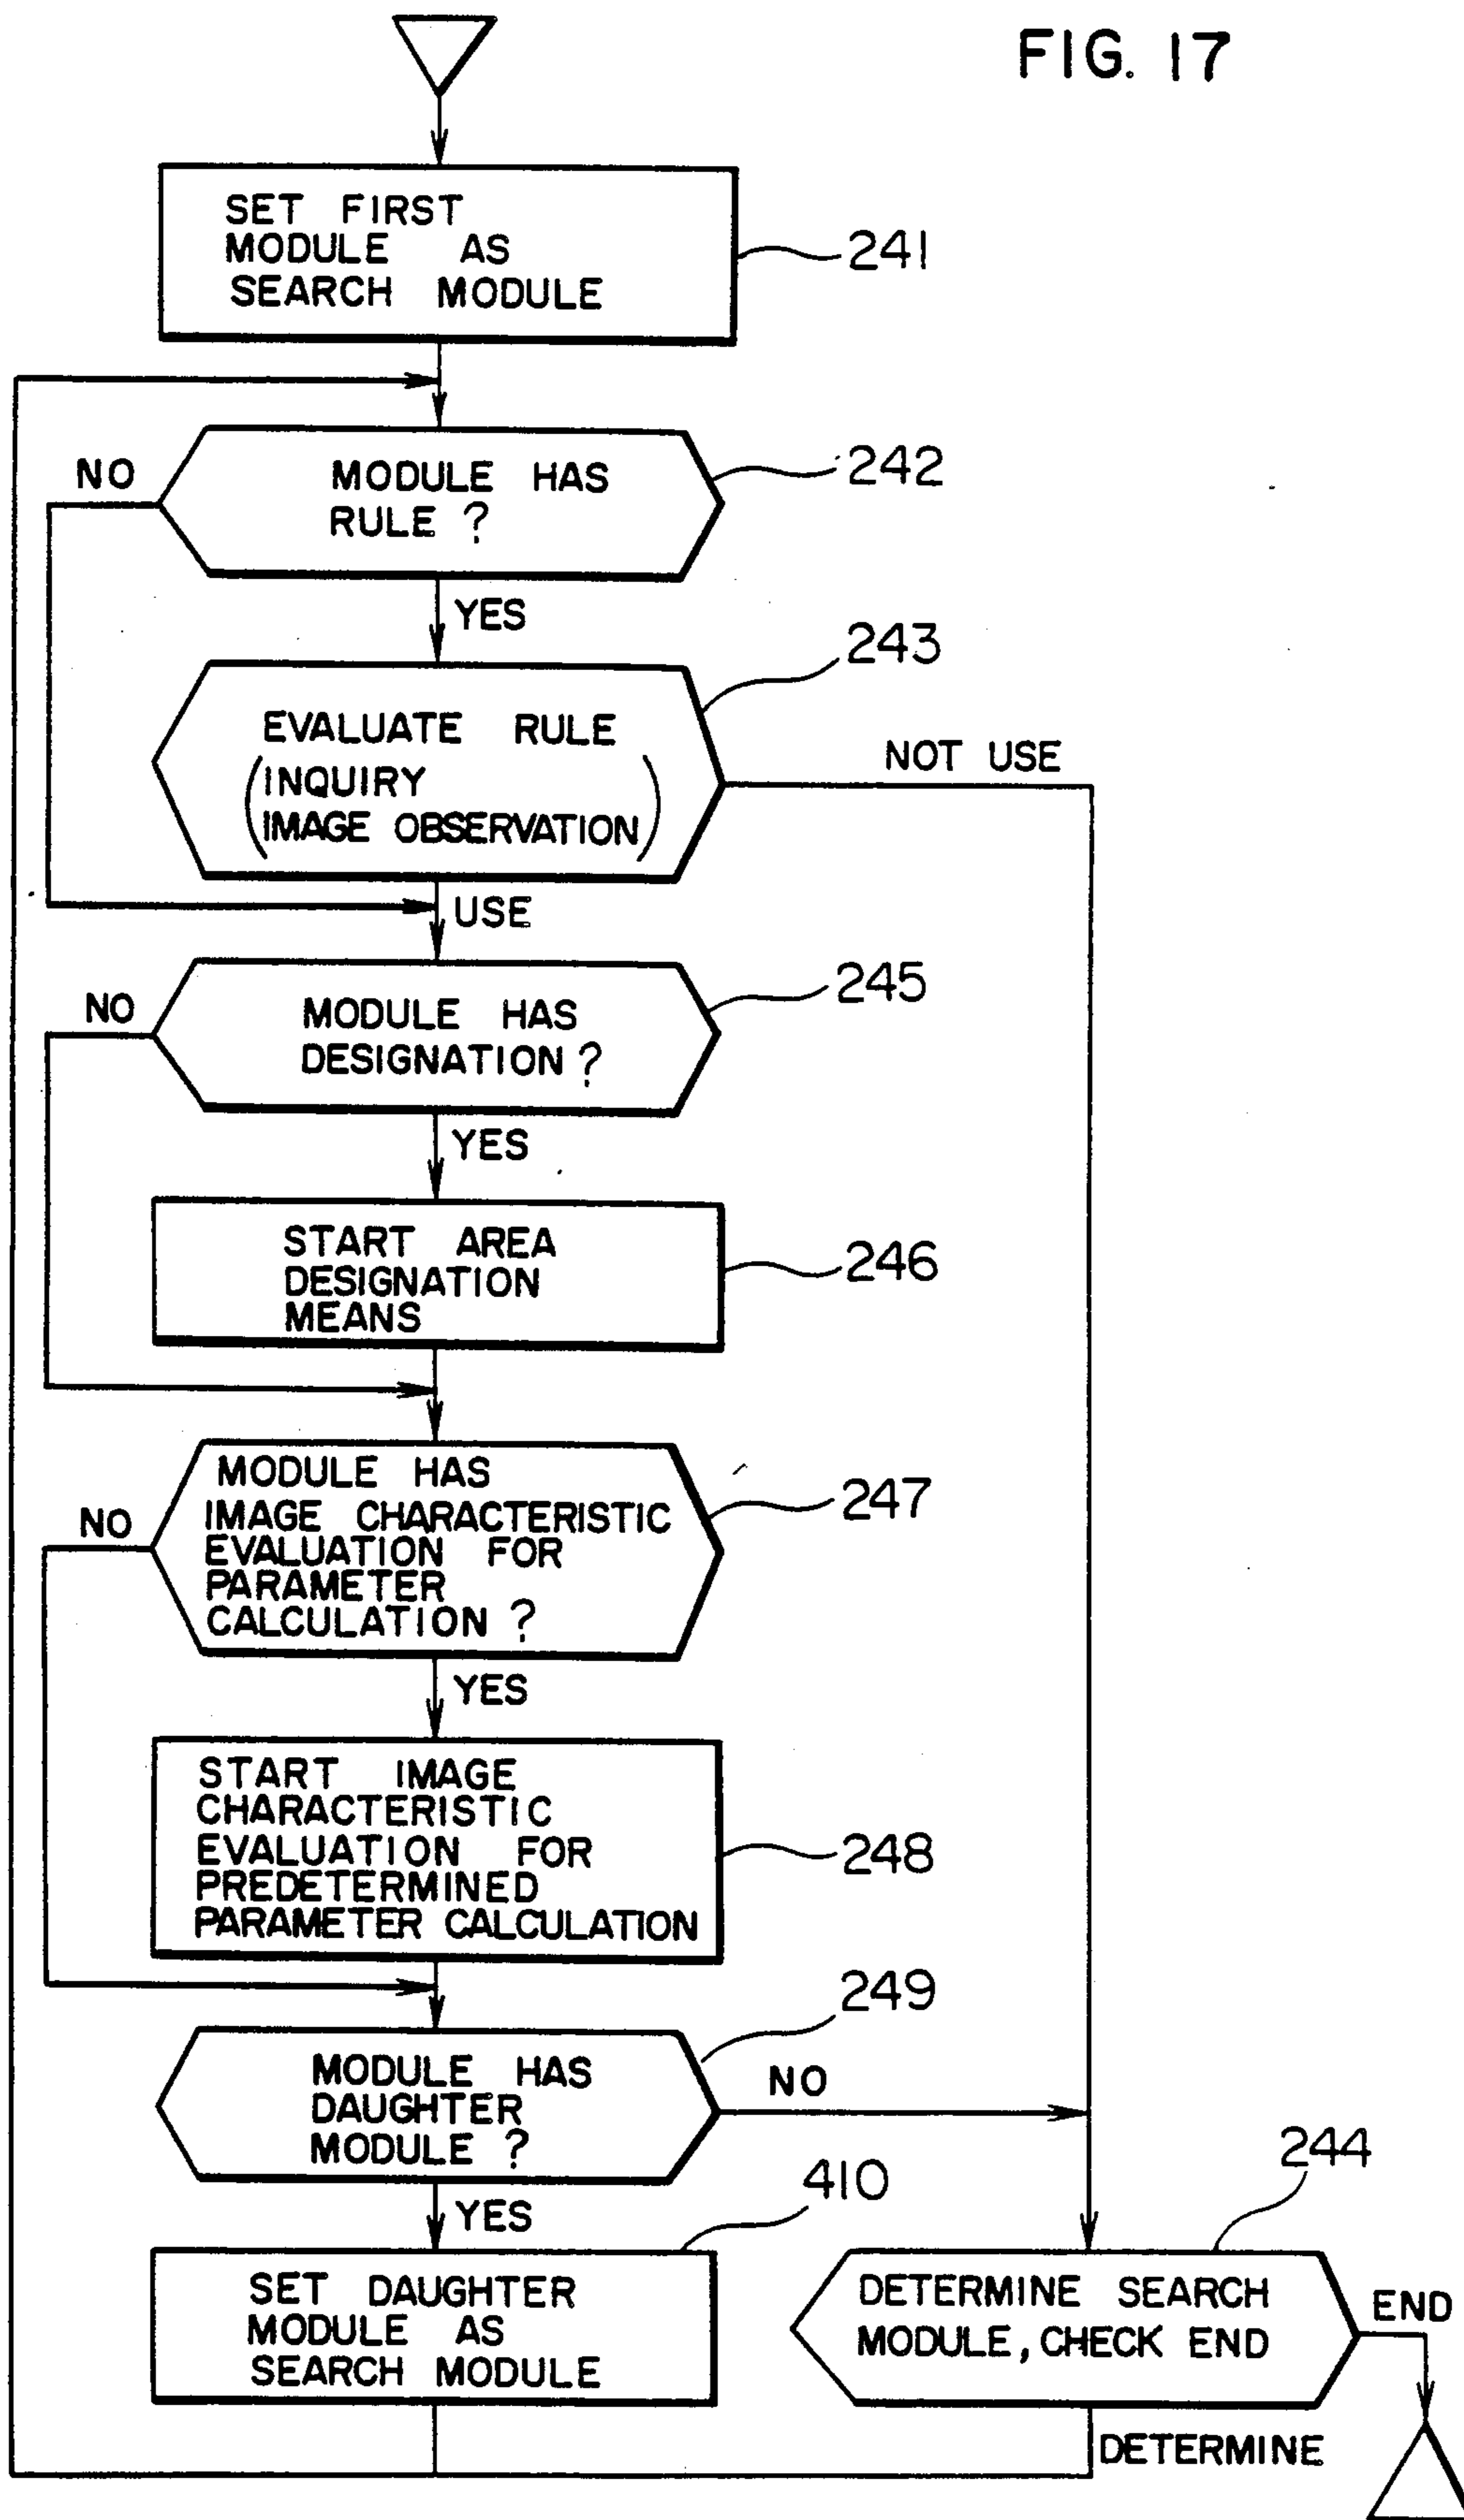 FIG. 17
SET FIRST
MODULE AS
SEARCH MODULE
241
NO
MODULE HAS
RULE ?
242
YES
243
EVALUATE RULE
(INQUIRY
IMAGE OBSERVATION)
NOT USE
USE
NO
MODULE HAS
DESIGNATION ?
245
YES
START AREA
DESIGNATION
MEANS
246
NO
MODULE HAS
IMAGE CHARACTERISTIC
EVALUATION FOR
PARAMETER
CALCULATION ?
247
YES
START IMAGE
CHARACTERISTIC
EVALUATION FOR
PREDETERMINED
PARAMETER CALCULATION
248
249
MODULE HAS
DAUGHTER
MODULE ?
NO
YES
410
244
SET DAUGHTER
MODULE AS
SEARCH MODULE
DETERMINE SEARCH
MODULE, CHECK END
END
DETERMINE